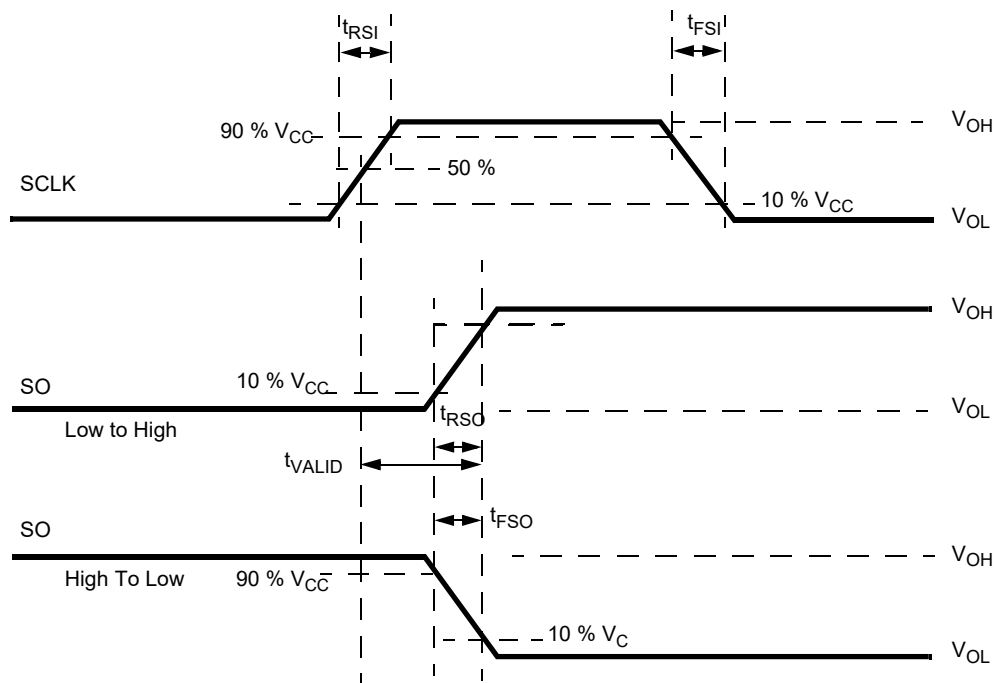 tRSI
tFSI
90 % VCC
VOH
50 %
SCLK
10 % VCC
VOL
VOH
10 % VCC
SO
tRSO
VOL
Low to High
tVALID
tFSO
SO
VOH
High To Low
90 % VCC
10 % VC
VOL